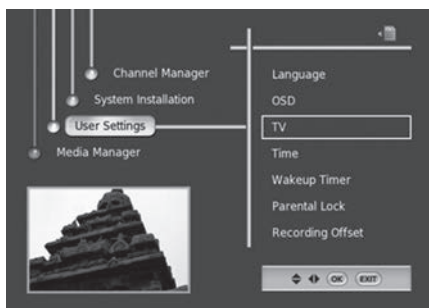 Channel Manager
System Installation
User Settings
Media Manager
Language
OSD
TV
Time
Wakeup Timer
Parental Lock
Recording Offset
OK EXIT